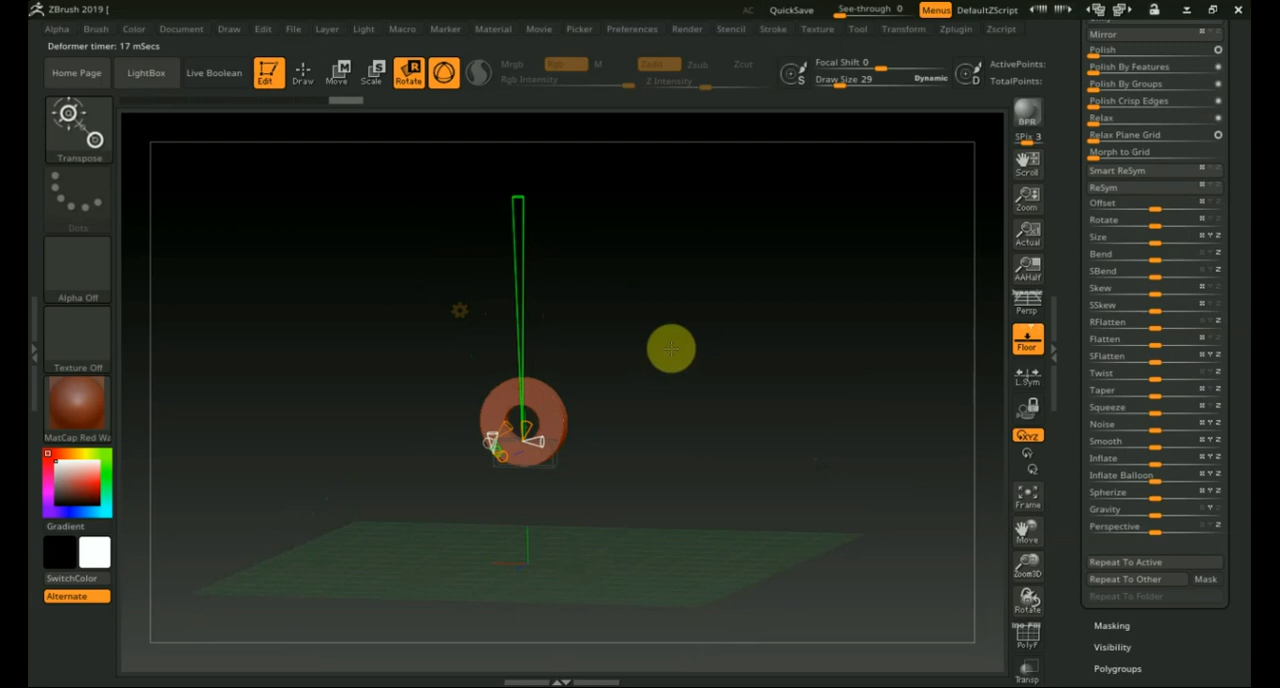 ZBrush 2019 [
AC QuickSave See-through 0 Menus DefaultZScript
Alpha Brush Color Document Draw Edit File Layer Light Macro Marker Material Movie Picker Preferences Render Stencil Stroke Texture Tool Transform Zplugin Zscript
Deformer timer: 17 mSecs
Home Page LightBox Live Boolean Edit Draw Move Scale Rotate
Mrgb Rgb M Zadd Zsub Zcut
Rgb Intensity Z Intensity
Focal Shift 0
Draw Size 29 Dynamic
ActivePoints:
TotalPoints:
S
D
Transpose
Dots
Alpha Off
Texture Off
MatCap Red Wa
Gradient
SwitchColor
Alternate
BPR
SPix 3
Scroll
Zoom
Actual
AAHalf
Dynamic
Persp
Floor
L.Sym
XYZ
Frame
Move
Zoom3D
Rotate
PolyF
Transp
Mirror
Polish
Polish By Features
Polish By Groups
Polish Crisp Edges
Relax
Relax Plane Grid
Morph to Grid
Smart ReSym
ReSym
Offset
Rotate
Size
Bend
SBend
Skew
SSkew
RFlatten
Flatten
SFlatten
Twist
Taper
Squeeze
Noise
Smooth
Inflate
Inflate Balloon
Spherize
Gravity
Perspective
Repeat To Active
Repeat To Other Mask
Repeat To Folder
Masking
Visibility
Polygroups